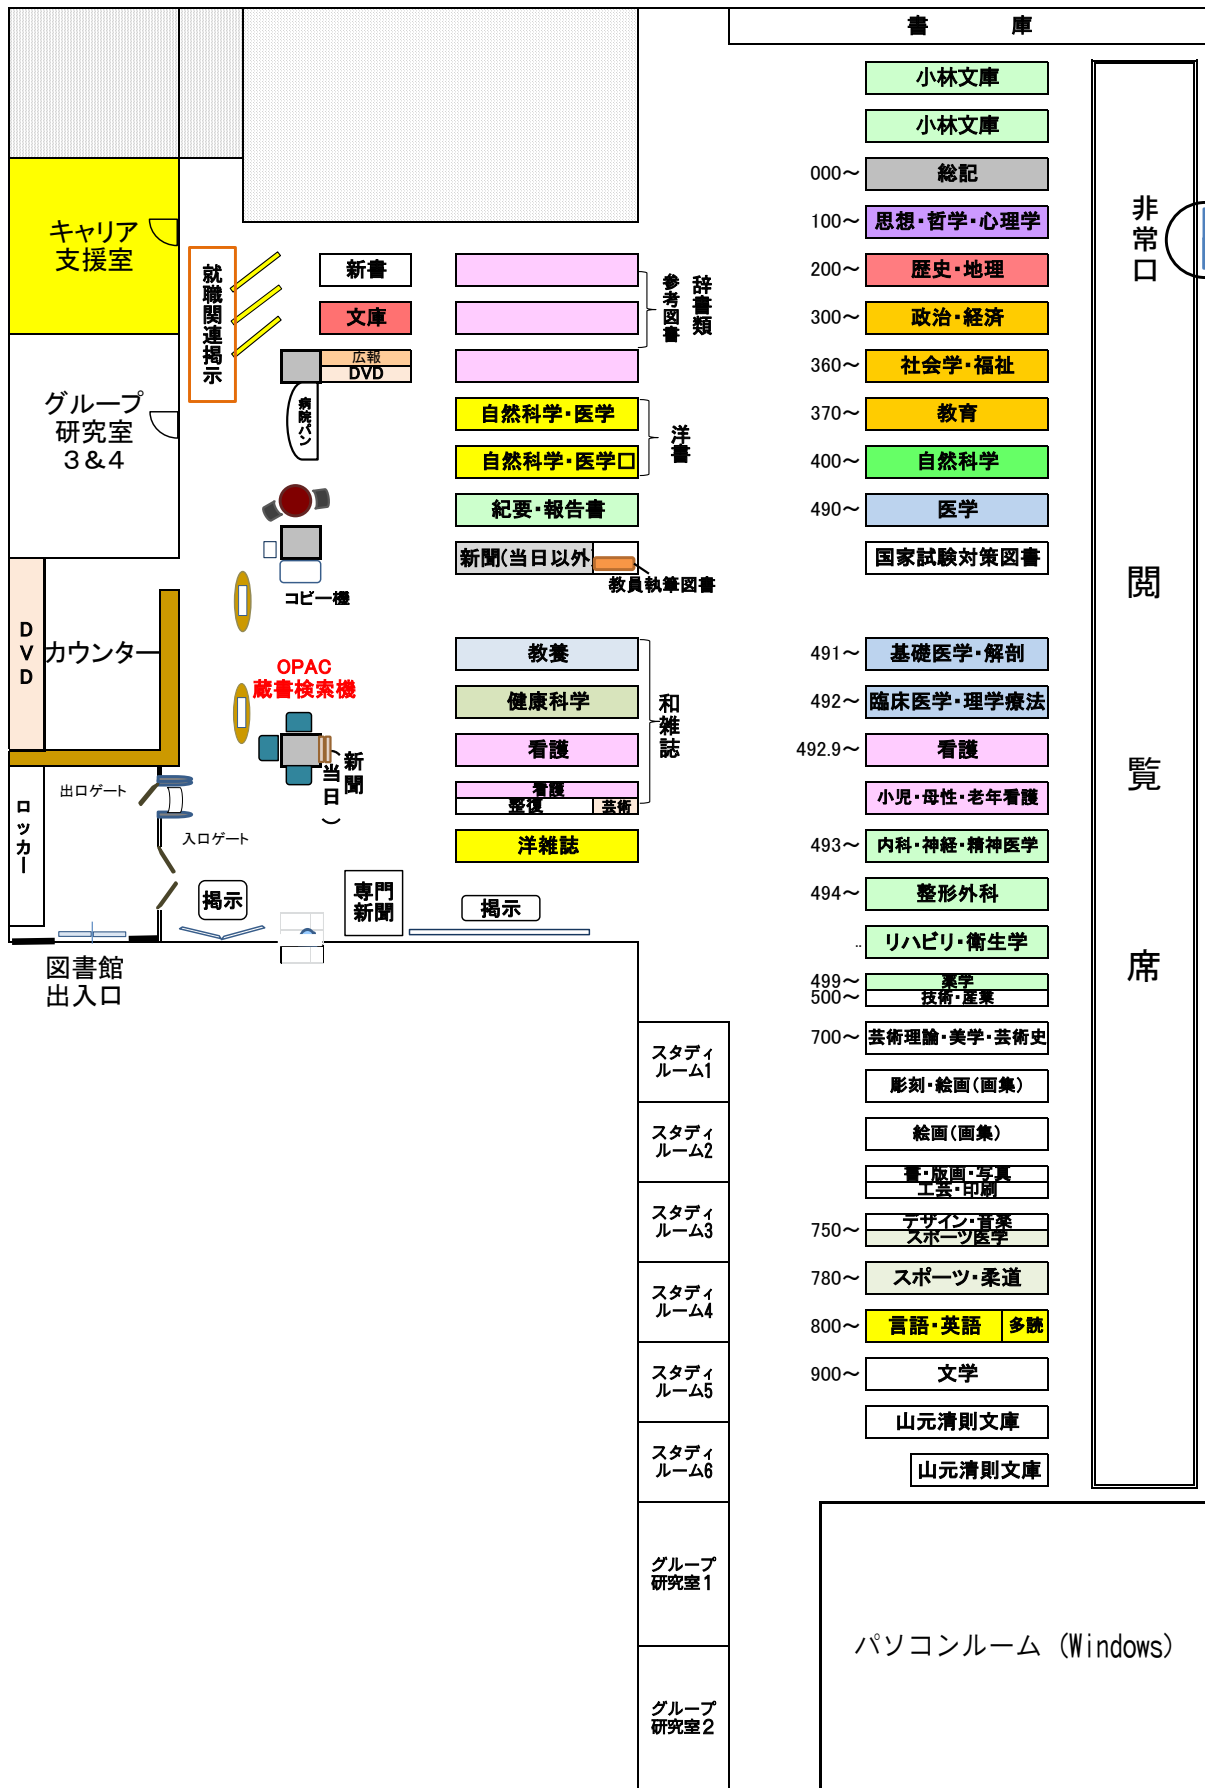 書庫
小林文庫
小林文庫
000～ 総記
100～ 思想・哲学・心理学
200～ 歴史・地理
300～ 政治・経済
360～ 社会学・福祉
370～ 教育
400～ 自然科学
490～ 医学
国家試験対策図書
491～ 基礎医学・解剖
492～ 臨床医学・理学療法
492.9～ 看護
小児・母性・老年看護
493～ 内科・神経・精神医学
494～ 整形外科
.. リハビリ・衛生学
499～ 薬学
500～ 技術・産業
700～ 芸術理論・美学・芸術史
彫刻・絵画(画集)
絵画(画集)
書・版画・写真
工芸・印刷
デザイン・音楽
750～
スポーツ医学
780～ スポーツ・柔道
800～ 言語・英語 多読
900～ 文学
山元清則文庫
山元清則文庫
非常口
閲覧席
パソコンルーム (Windows)
キャリア
支援室
就職関連掲示
グループ
研究室
3&4
新書
文庫
広報
DVD
病院パン
参考図書
辞書類
自然科学・医学
自然科学・医学口
洋書
紀要・報告書
新聞(当日以外)
教員執筆図書
コピー機
DVD
カウンター
OPAC
蔵書検索機
新聞
(当日)
教養
健康科学
看護
看護
整復 芸術
和雑誌
洋雑誌
出口ゲート
入口ゲート
ロッカー
掲示
専門
新聞
掲示
図書館
出入口
スタディ
ルーム1
スタディ
ルーム2
スタディ
ルーム3
スタディ
ルーム4
スタディ
ルーム5
スタディ
ルーム6
グループ
研究室1
グループ
研究室2